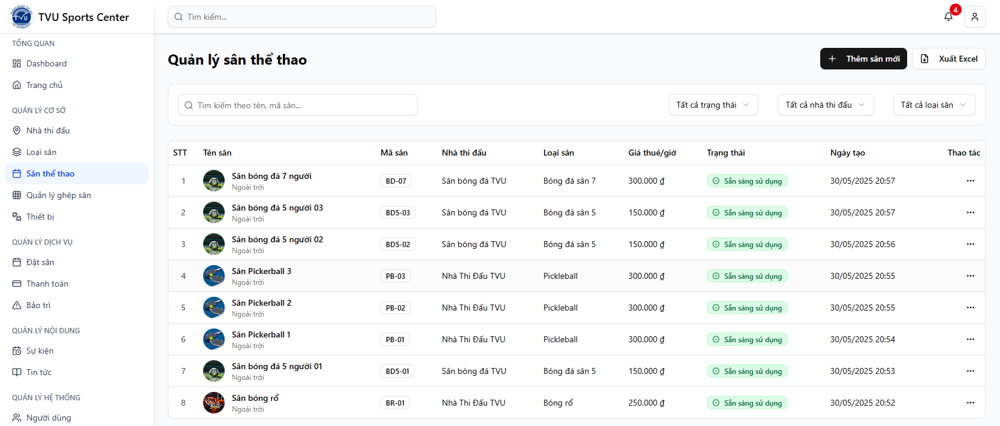 TVU Sports Center
Tìm kiếm...
4
TỔNG QUAN
Dashboard
Trang chủ
QUẢN LÝ CƠ SỞ
Nhà thi đấu
Loại sân
Sân thể thao
Quản lý ghép sân
Thiết bị
QUẢN LÝ DỊCH VỤ
Đặt sân
Thanh toán
Bảo trì
QUẢN LÝ NỘI DUNG
Sự kiện
Tin tức
QUẢN LÝ HỆ THỐNG
Người dùng
Quản lý sân thể thao
Thêm sân mới
Xuất Excel
Tìm kiếm theo tên, mã sân...
Tất cả trạng thái
Tất cả nhà thi đấu
Tất cả loại sân
STT Tên sân Mã sân Nhà thi đấu Loại sân Giá thuê/giờ Trạng thái Ngày tạo Thao tác
1 Sân bóng đá 7 người BD-07 Sân bóng đá TVU Bóng đá sân 7 300.000 ₫ Sẵn sàng sử dụng 30/05/2025 20:57
Ngoài trời
2 Sân bóng đá 5 người 03 BD5-03 Sân bóng đá TVU Bóng đá sân 5 150.000 ₫ Sẵn sàng sử dụng 30/05/2025 20:57
Ngoài trời
3 Sân bóng đá 5 người 02 BD5-02 Sân bóng đá TVU Bóng đá sân 5 150.000 ₫ Sẵn sàng sử dụng 30/05/2025 20:56
Ngoài trời
4 Sân Pickerball 3 PB-03 Nhà Thi Đấu TVU Pickleball 300.000 ₫ Sẵn sàng sử dụng 30/05/2025 20:55
Ngoài trời
5 Sân Pickerball 2 PB-02 Nhà Thi Đấu TVU Pickleball 300.000 ₫ Sẵn sàng sử dụng 30/05/2025 20:55
Ngoài trời
6 Sân Pickerball 1 PB-01 Nhà Thi Đấu TVU Pickleball 300.000 ₫ Sẵn sàng sử dụng 30/05/2025 20:54
Ngoài trời
7 Sân bóng đá 5 người 01 BD5-01 Sân bóng đá TVU Bóng đá sân 5 150.000 ₫ Sẵn sàng sử dụng 30/05/2025 20:53
Ngoài trời
8 Sân bóng rổ BR-01 Nhà Thi Đấu TVU Bóng rổ 250.000 ₫ Sẵn sàng sử dụng 30/05/2025 20:52
Ngoài trời